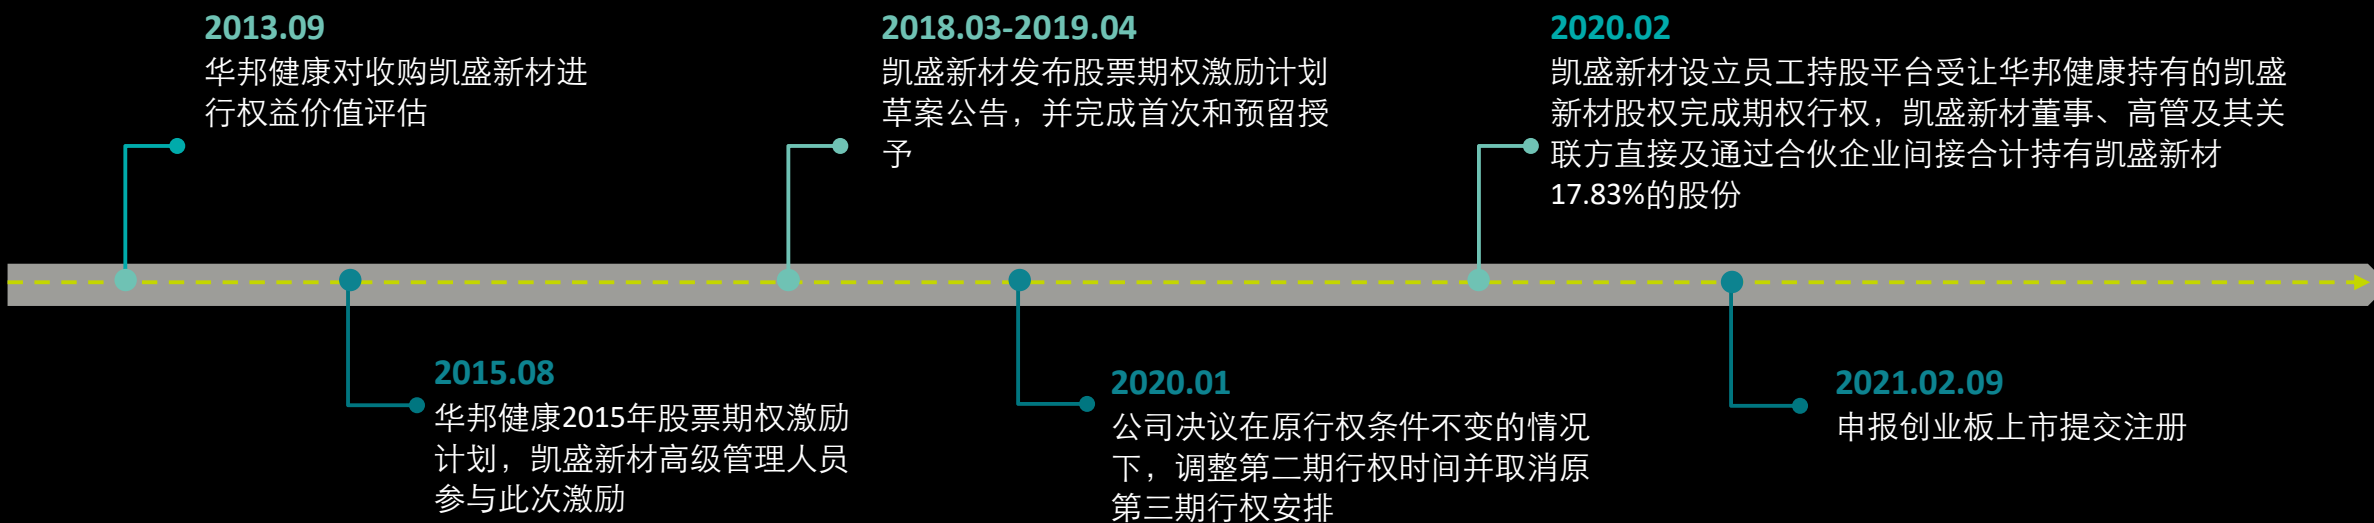 2013.09
华邦健康对收购凯盛新材进
行权益价值评估
2018.03-2019.04
凯盛新材发布股票期权激励计划
草案公告，并完成首次和预留授
予
2020.02
凯盛新材设立员工持股平台受让华邦健康持有的凯盛
新材股权完成期权行权，凯盛新材董事、高管及其关
联方直接及通过合伙企业间接合计持有凯盛新材
17.83%的股份
2015.08
华邦健康2015年股票期权激励
计划，凯盛新材高级管理人员
参与此次激励
2020.01
公司决议在原行权条件不变的情况
下，调整第二期行权时间并取消原
第三期行权安排
2021.02.09
申报创业板上市提交注册